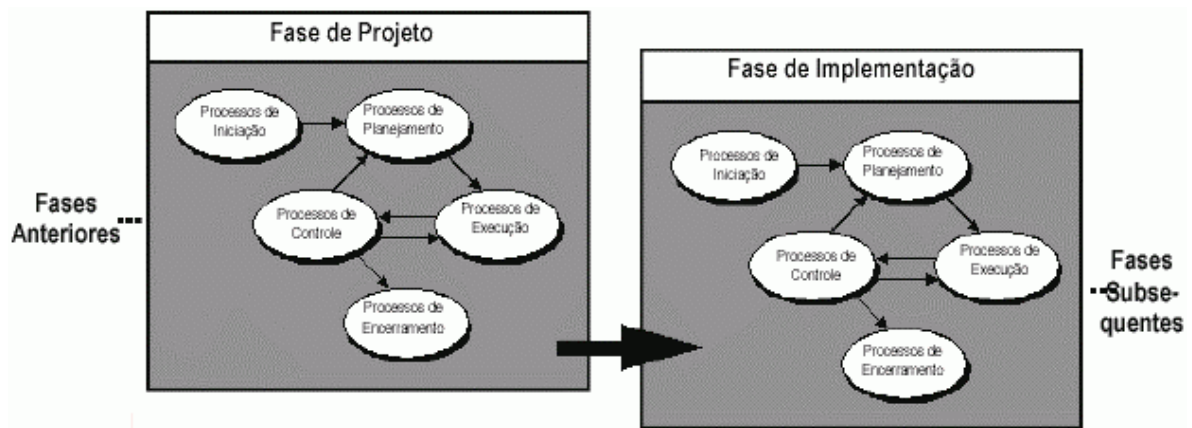 Fase de Projeto
Processos de
Iniciação
Processos de
Planejamento
Processos de
Controle
Processos de
Execução
Processos de
Encerramento
Fases
Anteriores
Fase de Implementação
Processos de
Iniciação
Processos de
Planejamento
Processos de
Controle
Processos de
Execução
Processos de
Encerramento
Fases
Subse-
quentes